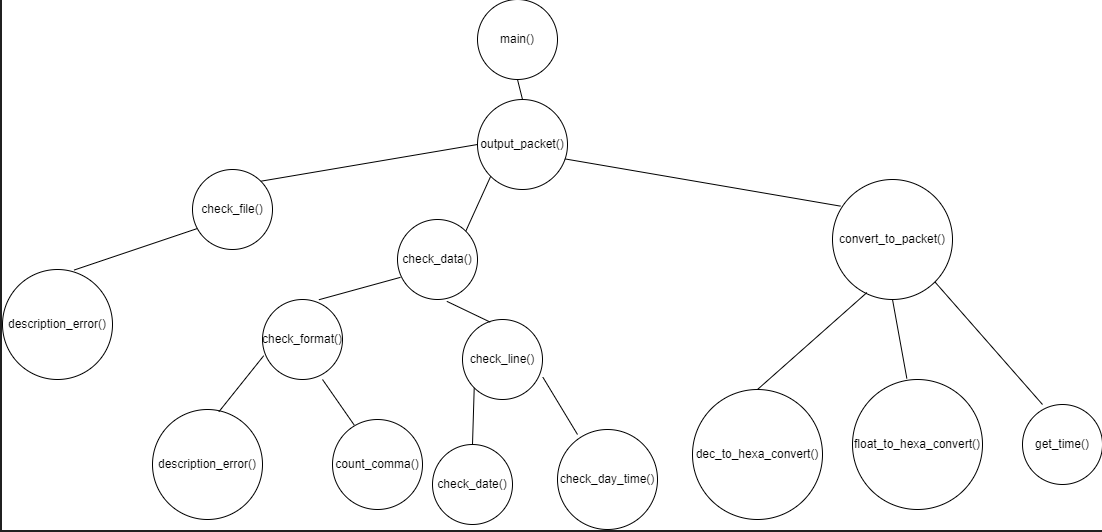 main()
output_packet()
check_file()
convert_to_packet()
check_data()
description_error()
check_format()
check_line()
description_error()
count_comma()
check_date()
check_day_time()
dec_to_hexa_convert()
float_to_hexa_convert()
get_time()